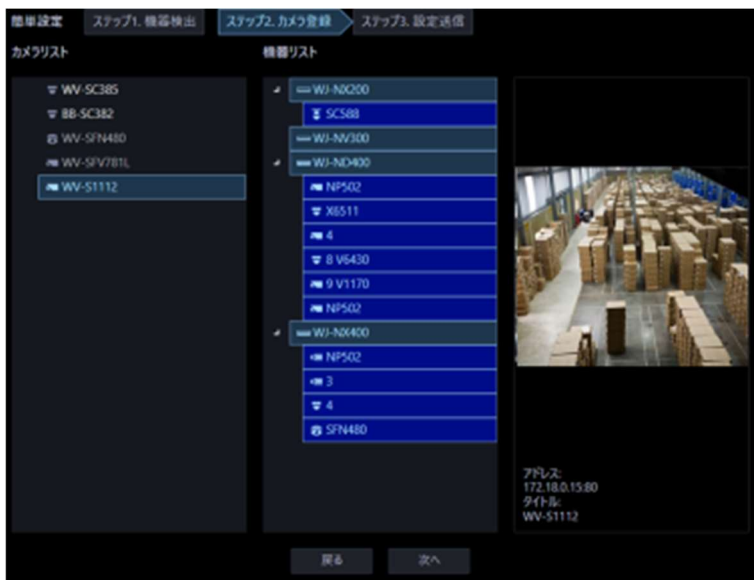 簡単設定 ステップ1. 機器検出 ステップ2. カメラ登録 ステップ3. 設定送信
カメラリスト
WV-SC385
BB-SC382
WV-SFN480
WV-SFV781L
WV-S1112
機器リスト
WJ-NX200
SC588
WJ-NV300
WJ-ND400
NP502
X6511
4
8 V6430
9 V1170
NP502
WJ-NX400
NP502
3
4
SFN480
アドレス:
172.18.0.15:80
タイトル:
WV-S1112
戻る 次へ